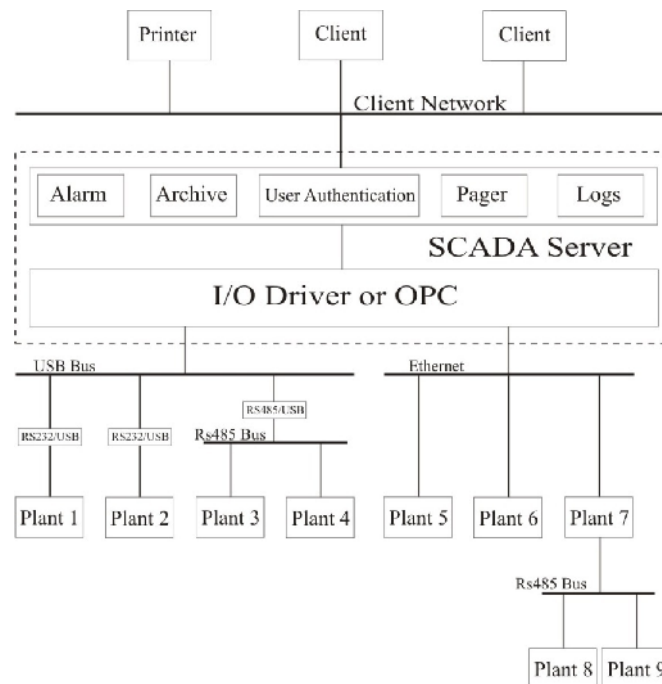 Printer
Client
Client
Client Network
Alarm
Archive
User Authentication
Pager
Logs
SCADA Server
I/O Driver or OPC
USB Bus
Ethernet
RS485/USB
RS232/USB
RS232/USB
Rs485 Bus
Plant 1
Plant 2
Plant 3
Plant 4
Plant 5
Plant 6
Plant 7
Rs485 Bus
Plant 8
Plant 9